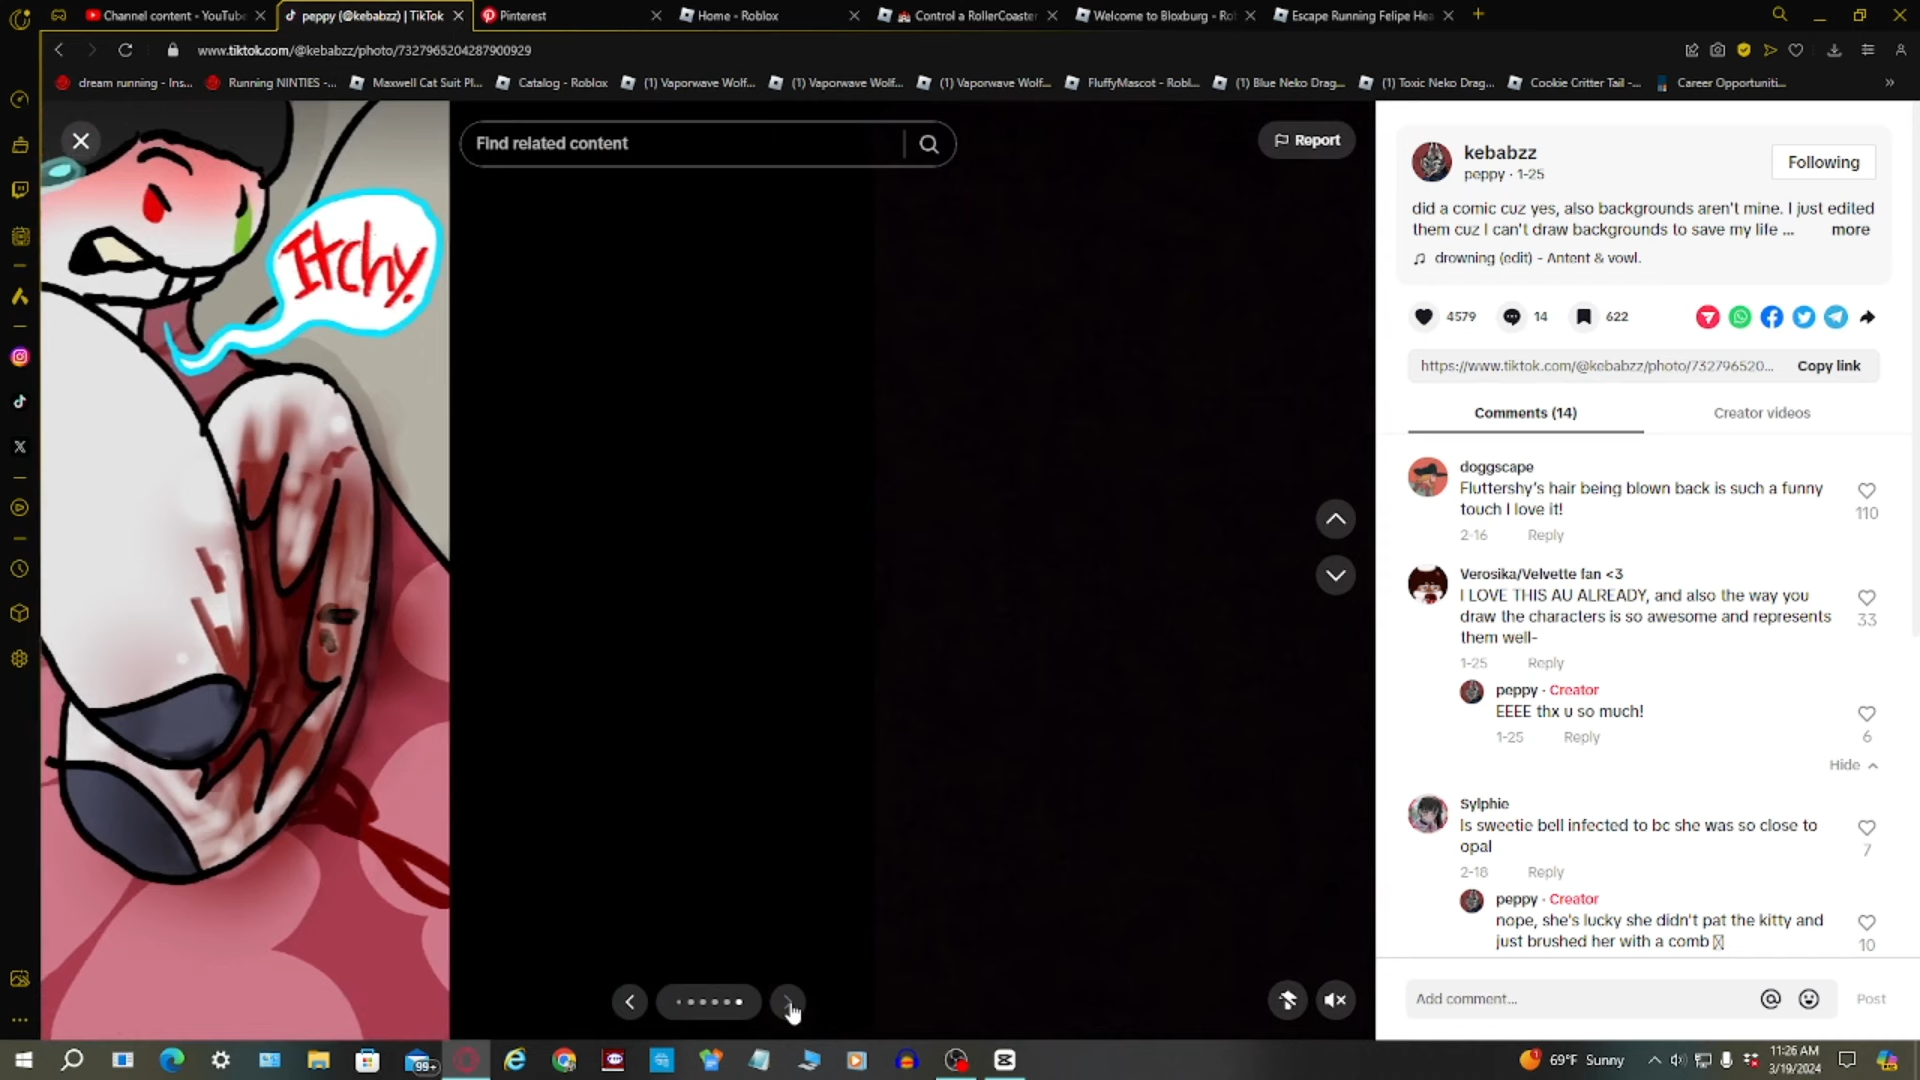 Channel content - YouTube
peppy (@kebabzz) | TikTok
Pinterest
Home - Roblox
Control a RollerCoaster
Welcome to Bloxburg - Ro
Escape Running Felipe Hea
www.tiktok.com/@kebabzz/photo/7327965204287900929
dream running - Ins...
Running NINTIES -...
Maxwell Cat Suit Pl...
Catalog - Roblox
(1) Vaporwave Wolf...
(1) Vaporwave Wolf...
(1) Vaporwave Wolf...
FluffyMascot - Robl...
(1) Blue Neko Drag...
(1) Toxic Neko Drag...
Cookie Critter Tail -...
Career Opportuniti...
Find related content
Report
Itchy.
kebabzz
peppy · 1-25
Following
did a comic cuz yes, also backgrounds aren't mine. I just edited
them cuz I can't draw backgrounds to save my life ... more
drowning (edit) - Antent & vowl.
4579
14
622
https://www.tiktok.com/@kebabzz/photo/732796520...
Copy link
Comments (14)
Creator videos
doggscape
Fluttershy's hair being blown back is such a funny
touch I love it!
110
2-16 Reply
Verosika/Velvette fan <3
I LOVE THIS AU ALREADY, and also the way you
draw the characters is so awesome and represents
them well-
33
1-25 Reply
peppy · Creator
EEEE thx u so much!
6
1-25 Reply
Hide
Sylphie
Is sweetie bell infected to bc she was so close to
opal
7
2-18 Reply
peppy · Creator
nope, she's lucky she didn't pat the kitty and
just brushed her with a comb
10
Add comment...
Post
99+
69°F Sunny
11:26 AM
3/19/2024